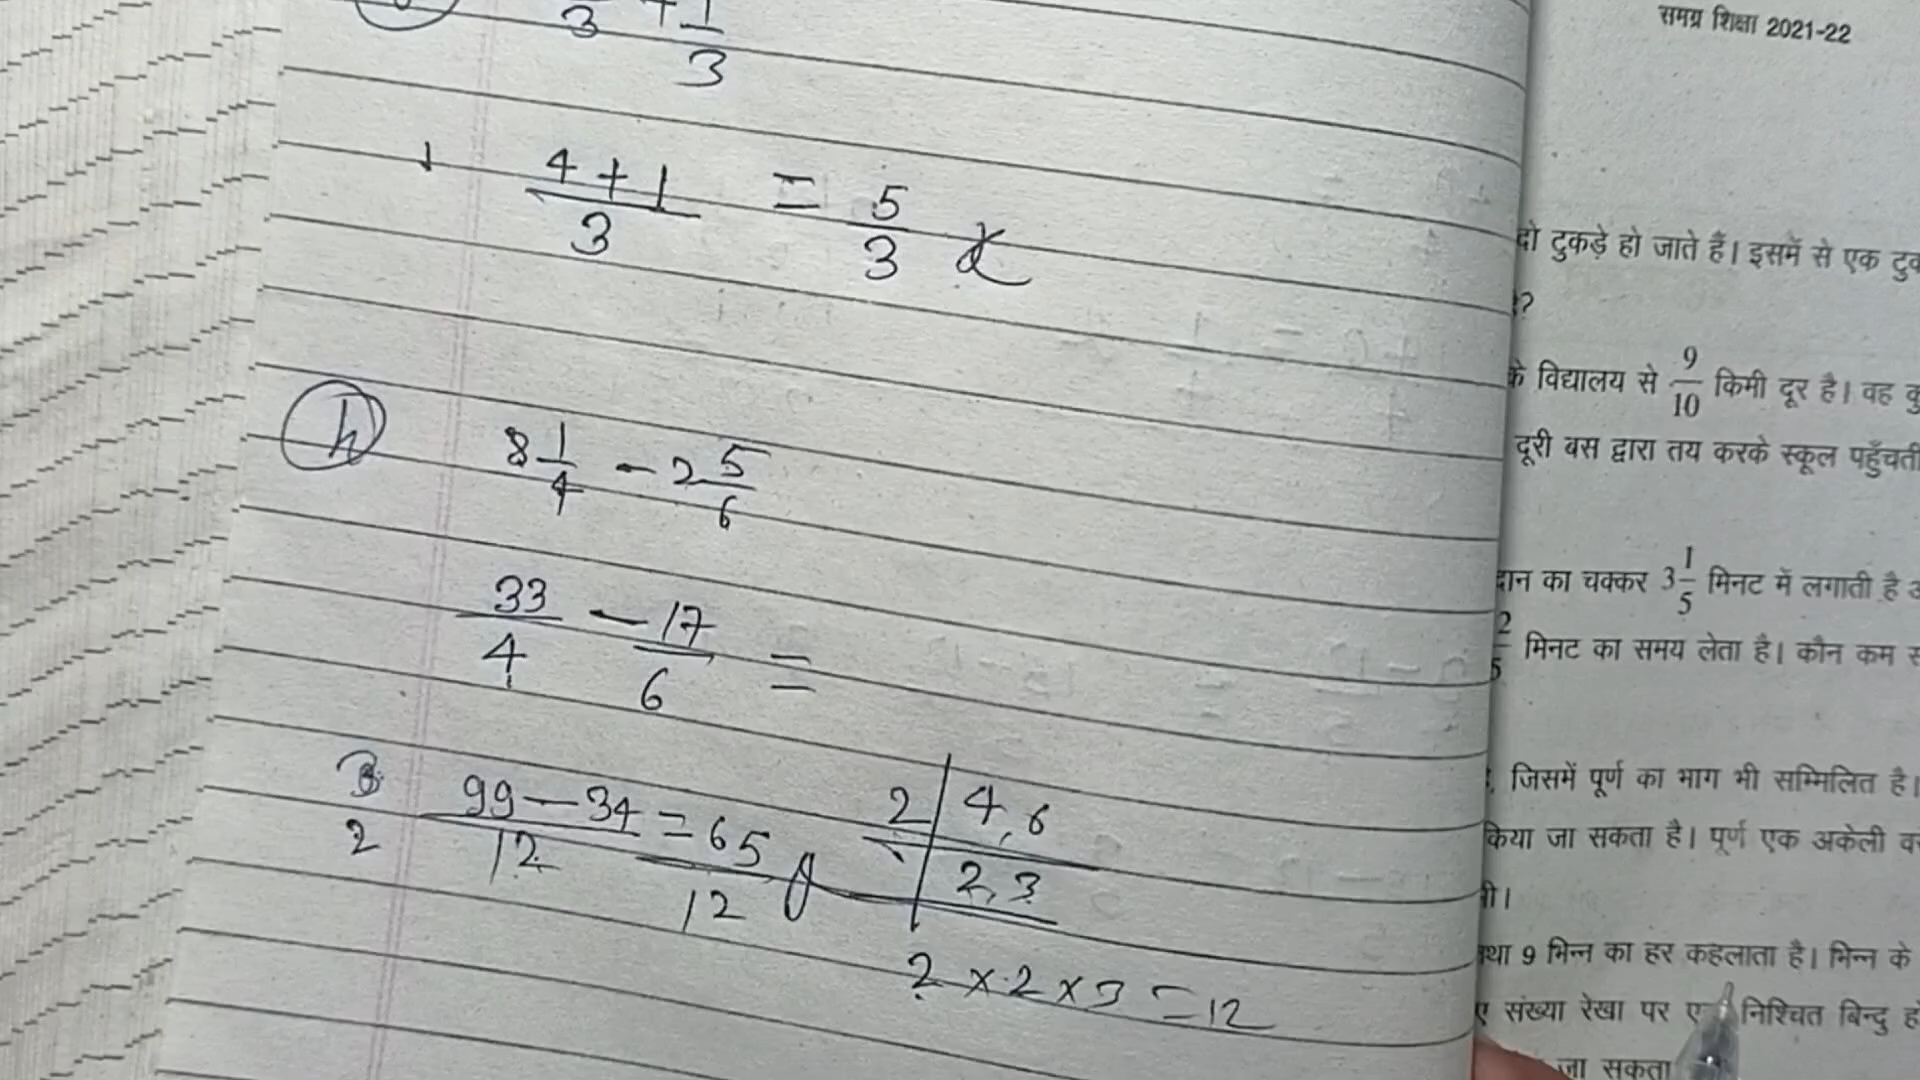 3 + 1
3
4 + 1 = 5
3 3
h 8 1/4 - 2 5/6
33/4 - 17/6 =
3 99 - 34 = 65
2 12 12
2 | 4, 6
2, 3
2 × 2 × 3 = 12
समग्र शिक्षा 2021-22
दो टुकड़े हो जाते हैं। इसमें से एक
?
के विद्यालय से 9/10 किमी दूर है। वह
दूरी बस द्वारा तय करके स्कूल
का चक्कर 3 1/5 मिनट में लगाती है
2/5 मिनट का समय लेता है। कौन कम
जिसमें पूर्ण का भाग भी सम्मिलित है।
किया जा सकता है। पूर्ण एक अकेली
9 भिन्न का हर कहलाता है। भिन्न के
संख्या रेखा पर निश्चित बिन्दु
जा सकता